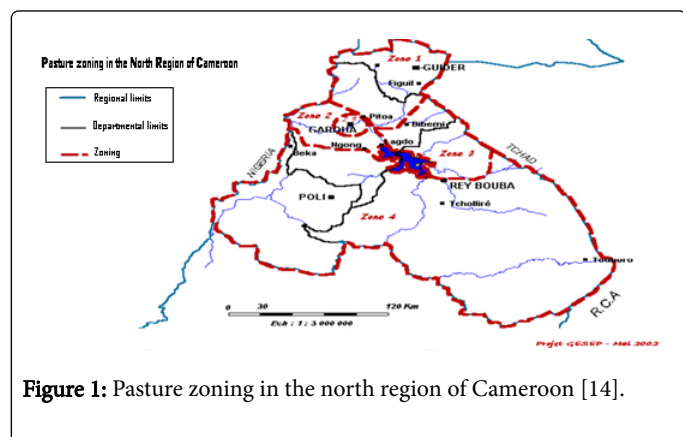 Pasture zoning in the North Region of Cameroon
Regional limits
Departmental limits
Zoning
Zone 1
GUIDER
Figuil
Zone 2
Pitoa
GAROUA
Bibemi
Ngong
Lagdo
Zone 3
TCHAD
Beka
NIGERIA
REY BOUBA
POLI
Tcholliré
Zone 4
Touboro
R.C.A
0 30 120 Km
Ech : 1 : 3 000 000
Projet GESEP - Mai 2002
Figure 1: Pasture zoning in the north region of Cameroon [14].